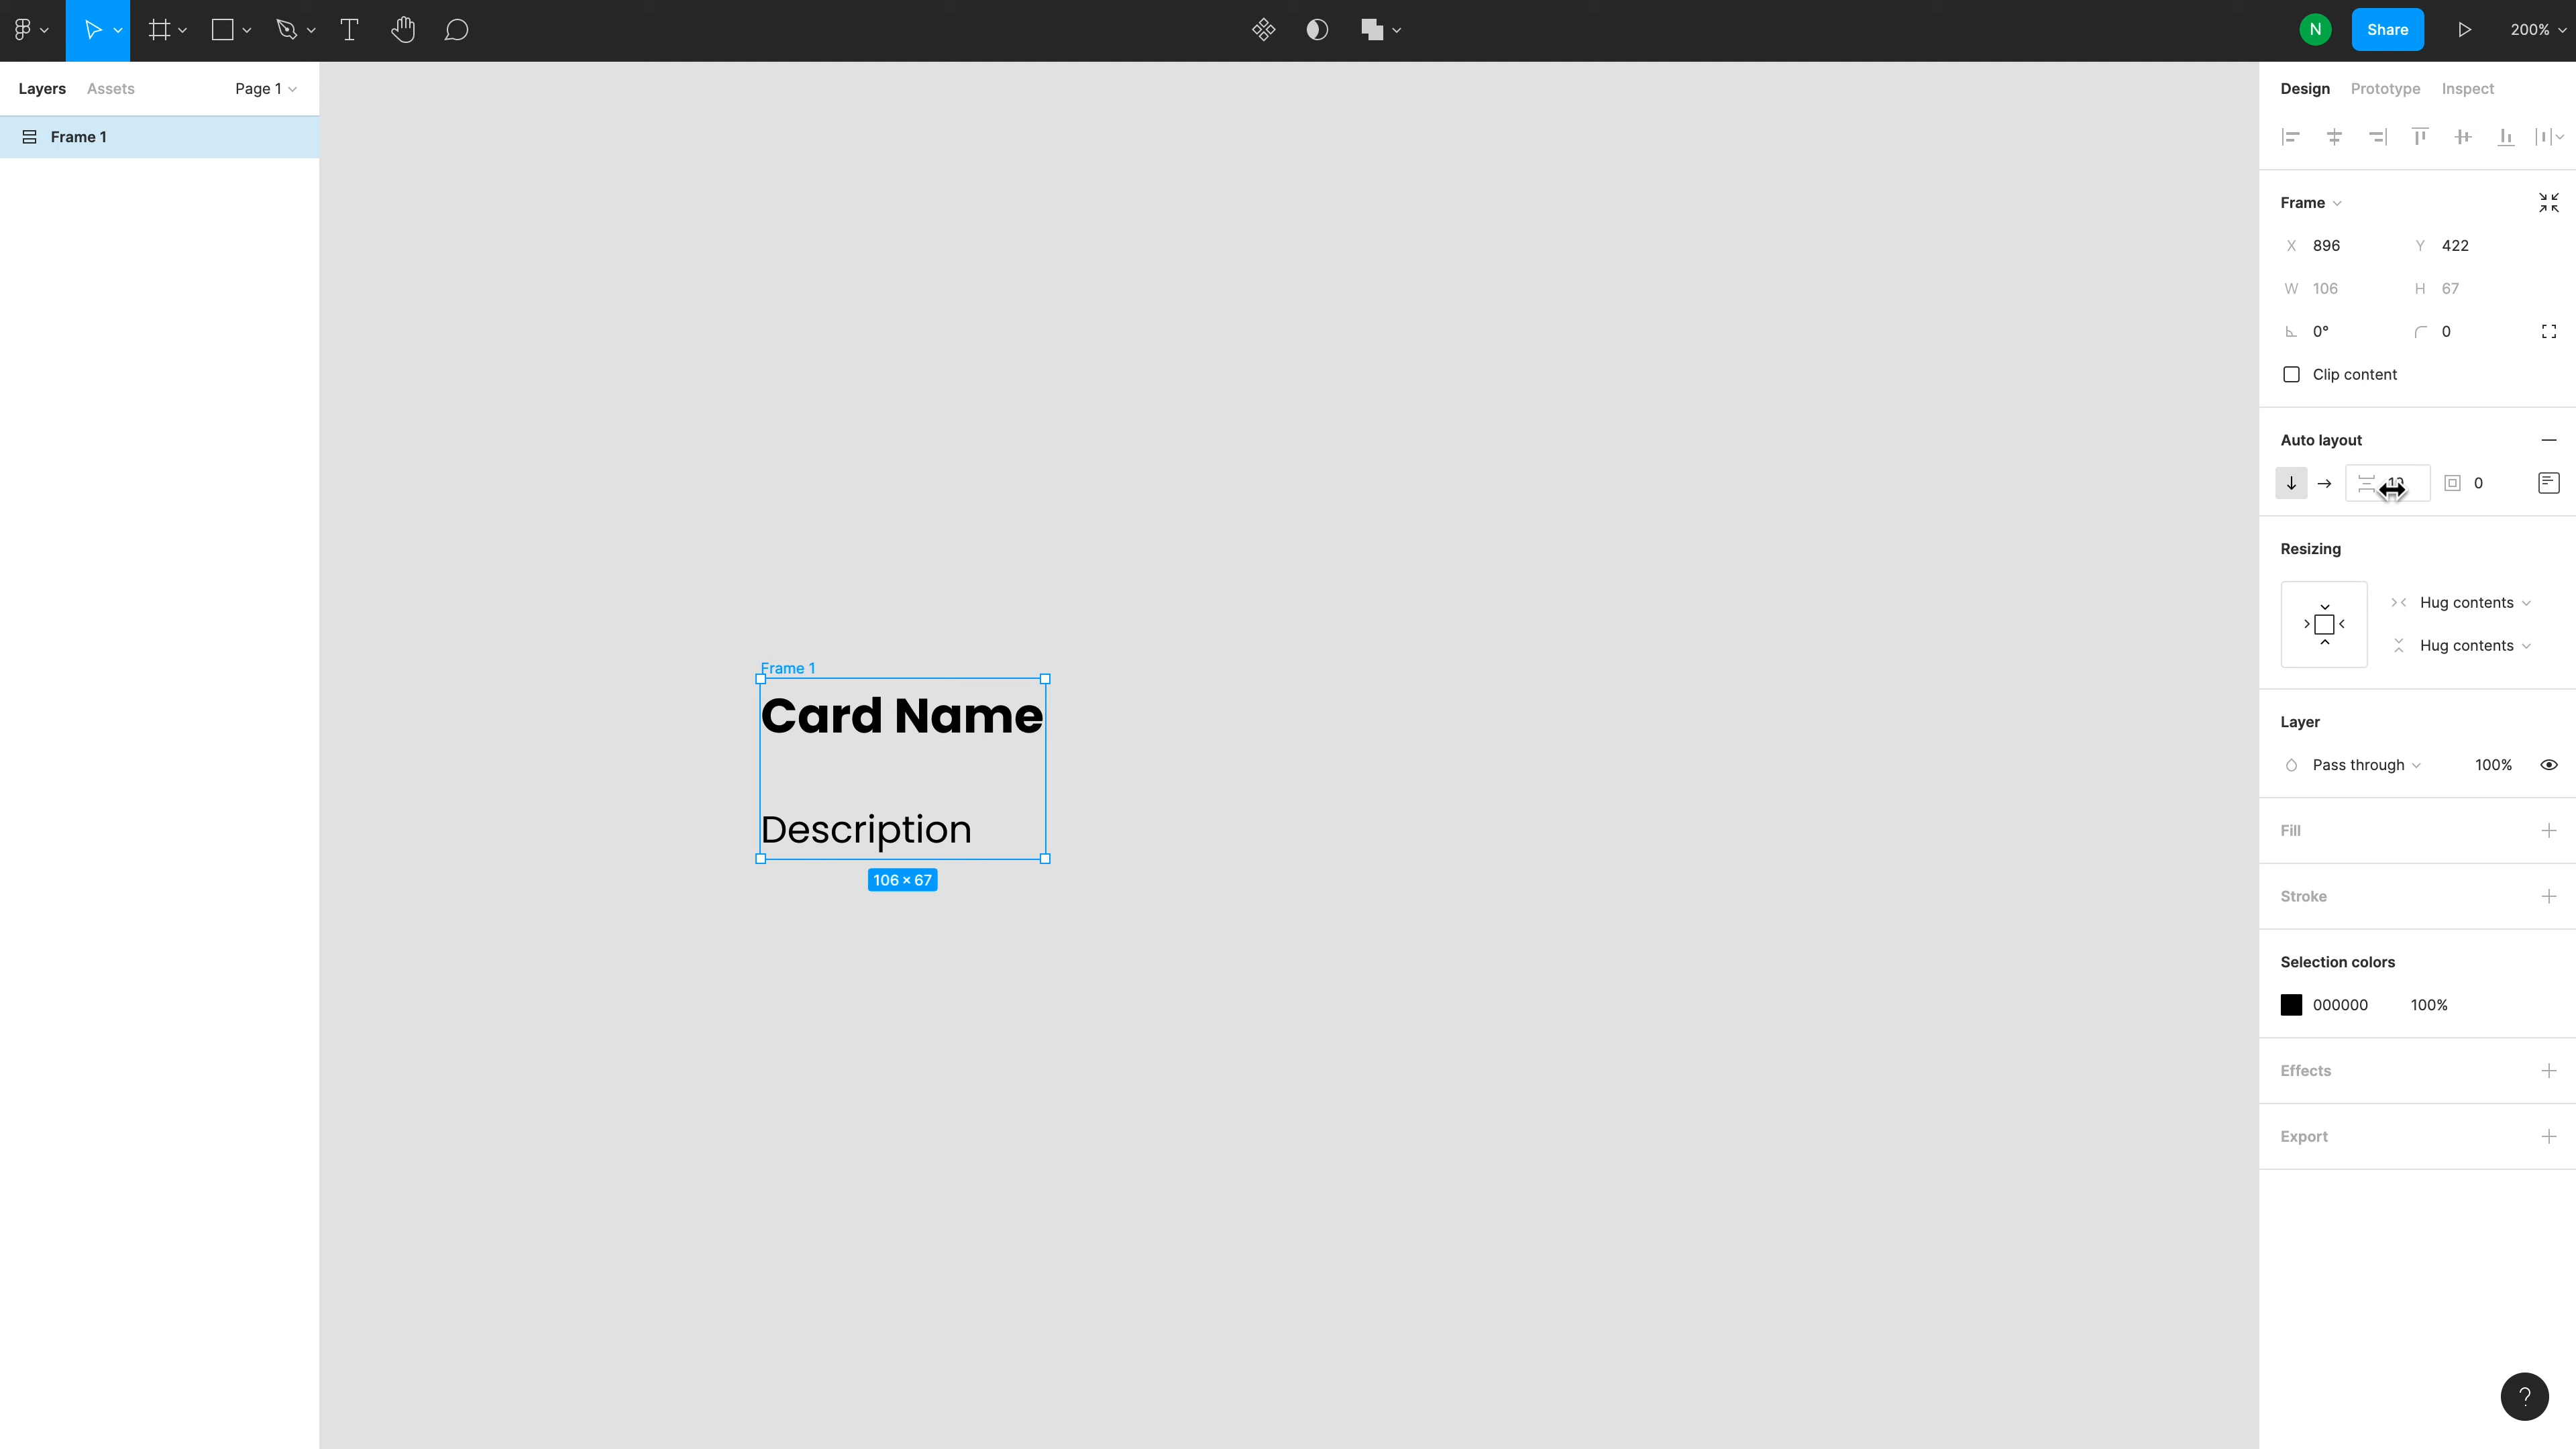 N
Share
200%
Layers
Assets
Page 1
Frame 1
Design
Prototype
Inspect
Frame
X 896
Y 422
W 106
H 67
0°
0
Clip content
Auto layout
0
Resizing
Hug contents
Hug contents
Frame 1
Card Name
Description
106 × 67
Layer
Pass through
100%
Fill
Stroke
Selection colors
000000
100%
Effects
Export
?